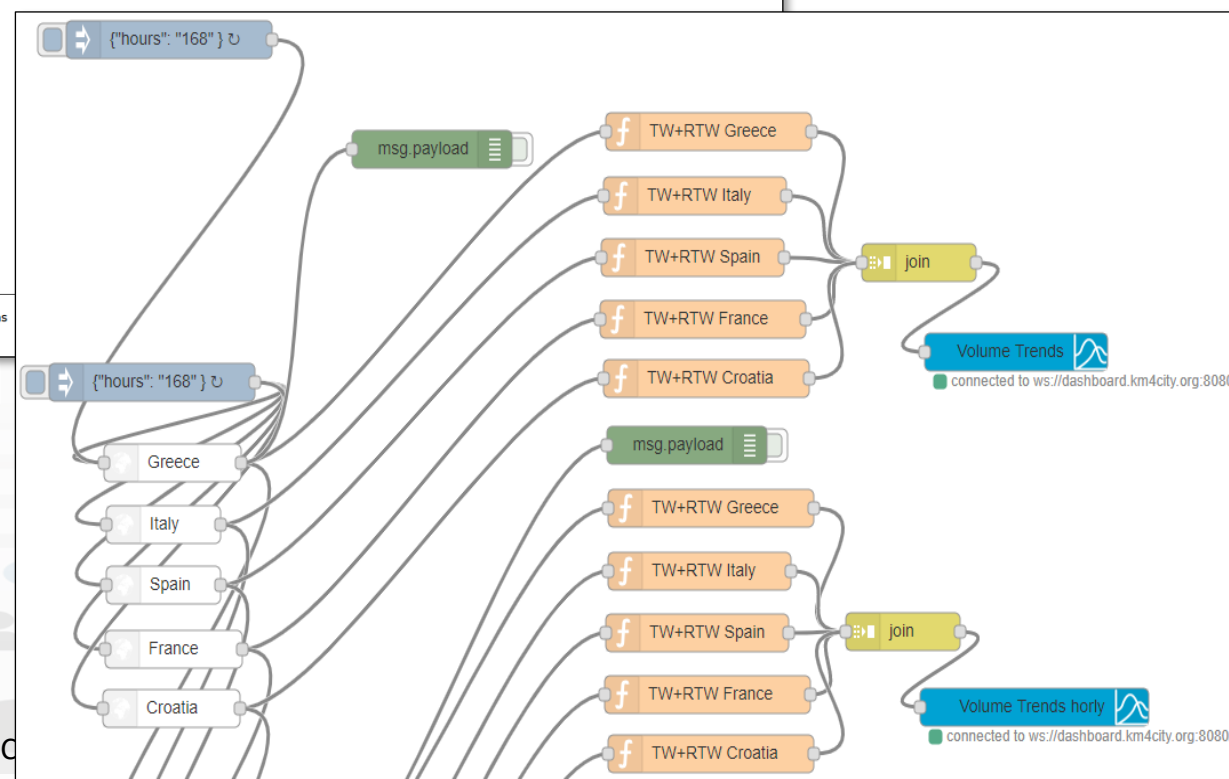 {"hours": "168" } ↻
msg.payload
TW+RTW Greece
TW+RTW Italy
TW+RTW Spain
TW+RTW France
TW+RTW Croatia
join
Volume Trends
connected to ws://dashboard.km4city.org:8080
{"hours": "168" } ↻
Greece
Italy
Spain
France
Croatia
msg.payload
TW+RTW Greece
TW+RTW Italy
TW+RTW Spain
TW+RTW France
TW+RTW Croatia
join
Volume Trends horly
connected to ws://dashboard.km4city.org:8080